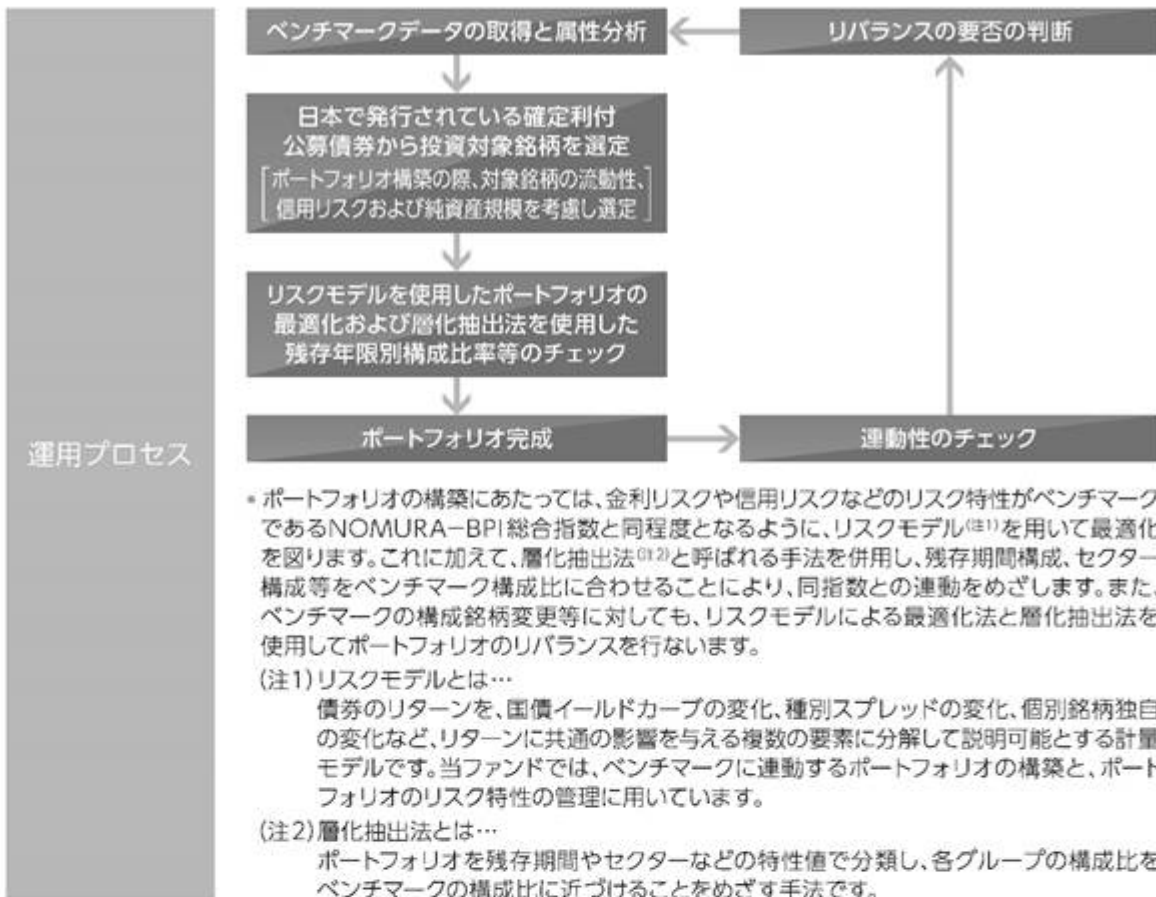 運用プロセス
ベンチマークデータの取得と属性分析
リバランスの要否の判断
日本で発行されている確定利付
公募債券から投資対象銘柄を選定
[ポートフォリオ構築の際、対象銘柄の流動性、
信用リスクおよび純資産規模を考慮し選定]
リスクモデルを使用したポートフォリオの
最適化および層化抽出法を使用した
残存年限別構成比率等のチェック
ポートフォリオ完成
連動性のチェック
* ポートフォリオの構築にあたっては、金利リスクや信用リスクなどのリスク特性がベンチマーク
であるNOMURA-BPI総合指数と同程度となるように、リスクモデル(注1)を用いて最適化
を図ります。これに加えて、層化抽出法(注2)と呼ばれる手法を併用し、残存期間構成、セクター
構成等をベンチマーク構成比に合わせることにより、同指数との連動をめざします。また、
ベンチマークの構成銘柄変更等に対しても、リスクモデルによる最適化法と層化抽出法を
使用してポートフォリオのリバランスを行ないます。
(注1)リスクモデルとは…
債券のリターンを、国債イールドカーブの変化、種別スプレッドの変化、個別銘柄独自
の変化など、リターンに共通の影響を与える複数の要素に分解して説明可能とする計量
モデルです。当ファンドでは、ベンチマークに連動するポートフォリオの構築と、ポート
フォリオのリスク特性の管理に用いています。
(注2)層化抽出法とは…
ポートフォリオを残存期間やセクターなどの特性値で分類し、各グループの構成比を
ベンチマークの構成比に近づけることをめざす手法です。